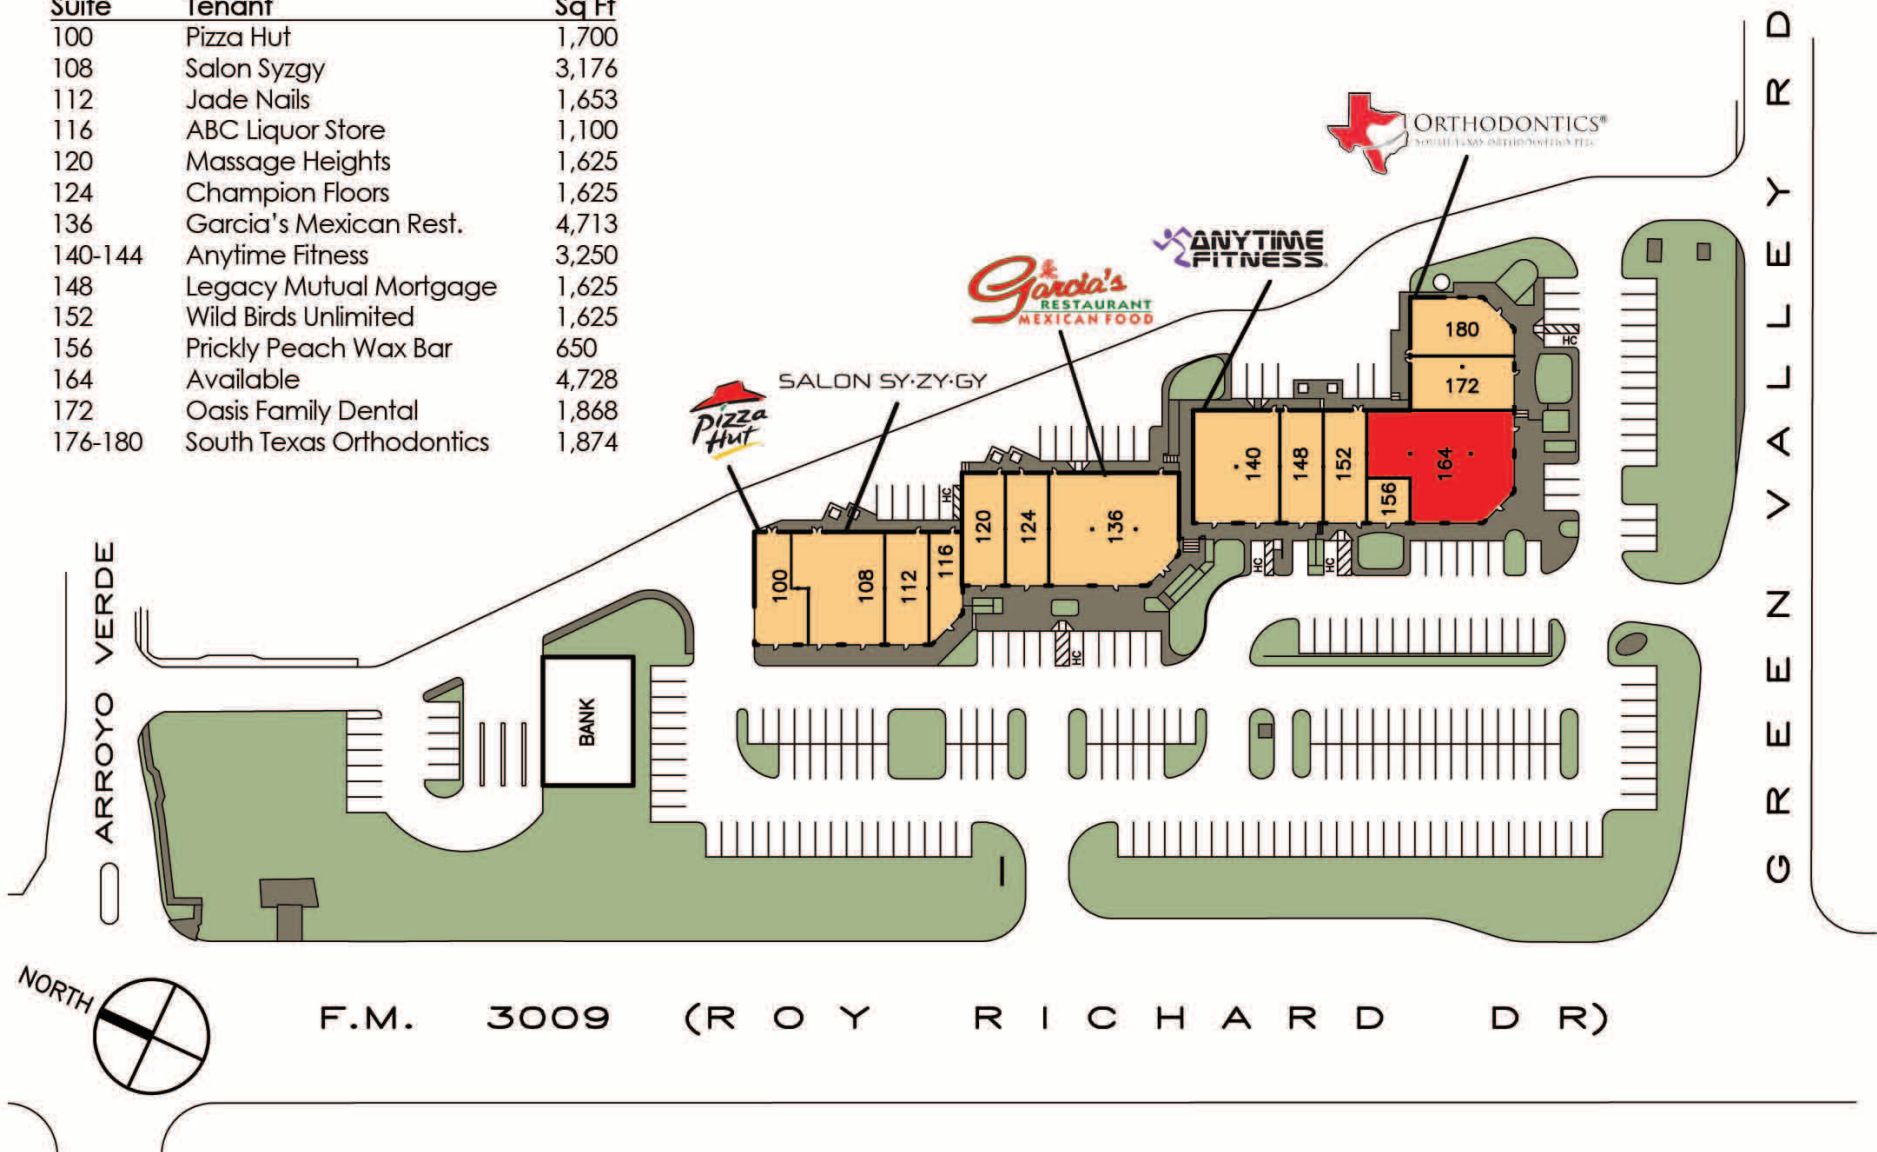 Suite Tenant Sq Ft
100 Pizza Hut 1,700
108 Salon Syzgy 3,176
112 Jade Nails 1,653
116 ABC Liquor Store 1,100
120 Massage Heights 1,625
124 Champion Floors 1,625
136 Garcia's Mexican Rest. 4,713
140-144 Anytime Fitness 3,250
148 Legacy Mutual Mortgage 1,625
152 Wild Birds Unlimited 1,625
156 Prickly Peach Wax Bar 650
164 Available 4,728
172 Oasis Family Dental 1,868
176-180 South Texas Orthodontics 1,874
ORTHODONTICS®
SOUTH TEXAS ORTHODONTICS PLLC
ANYTIME
FITNESS
Garcia's
RESTAURANT
MEXICAN FOOD
SALON SY·ZY·GY
Pizza
Hut
180
HC
172
140
148
152
156
164
HC
120
124
136
HC
HC
100
108
112
116
HC
BANK
ARROYO VERDE
GREEN VALLEY RD
NORTH
F.M. 3009 (ROY RICHARD DR)